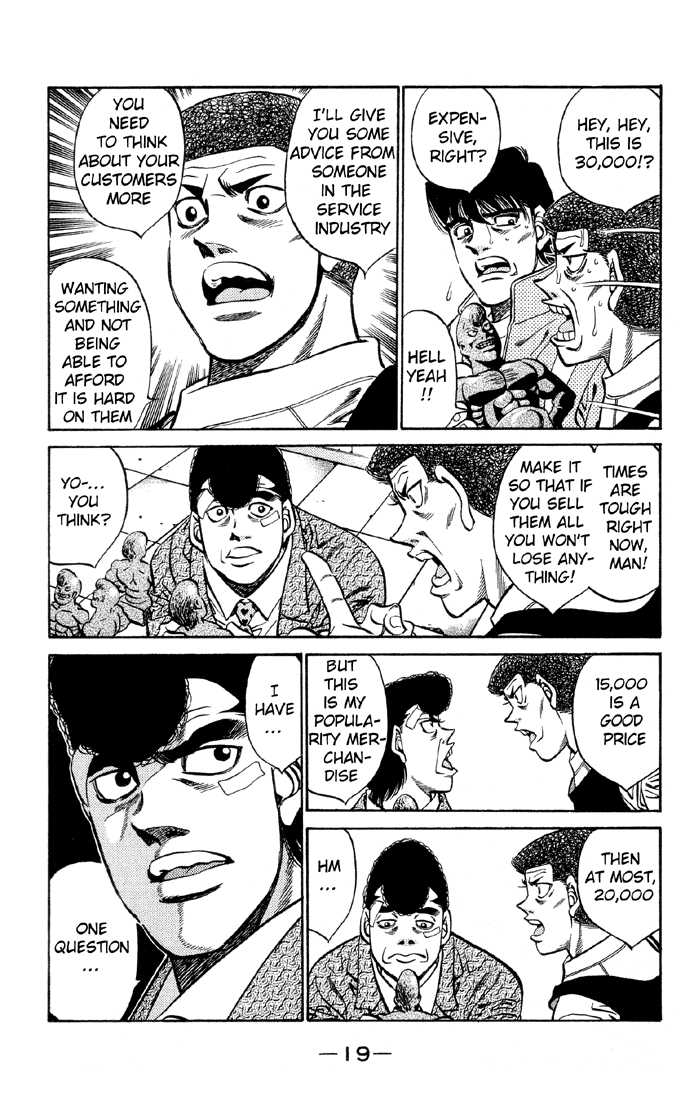 HEY, HEY,
THIS IS
30,000!?
EXPEN-
SIVE,
RIGHT?
HELL
YEAH
!!
I'LL GIVE
YOU SOME
ADVICE FROM
SOMEONE
IN THE
SERVICE
INDUSTRY
YOU
NEED
TO THINK
ABOUT YOUR
CUSTOMERS
MORE
WANTING
SOMETHING
AND NOT
BEING
ABLE TO
AFFORD
IT IS HARD
ON THEM
TIMES
ARE
TOUGH
RIGHT
NOW,
MAN!
MAKE IT
SO THAT IF
YOU SELL
THEM ALL
YOU WON'T
LOSE ANY-
THING!
YO-...
YOU
THINK?
15,000
IS A
GOOD
PRICE
BUT
THIS
IS MY
POPULA-
RITY MER-
CHAN-
DISE
THEN
AT MOST,
20,000
HM
...
I
HAVE
...
ONE
QUESTION
...
—19—